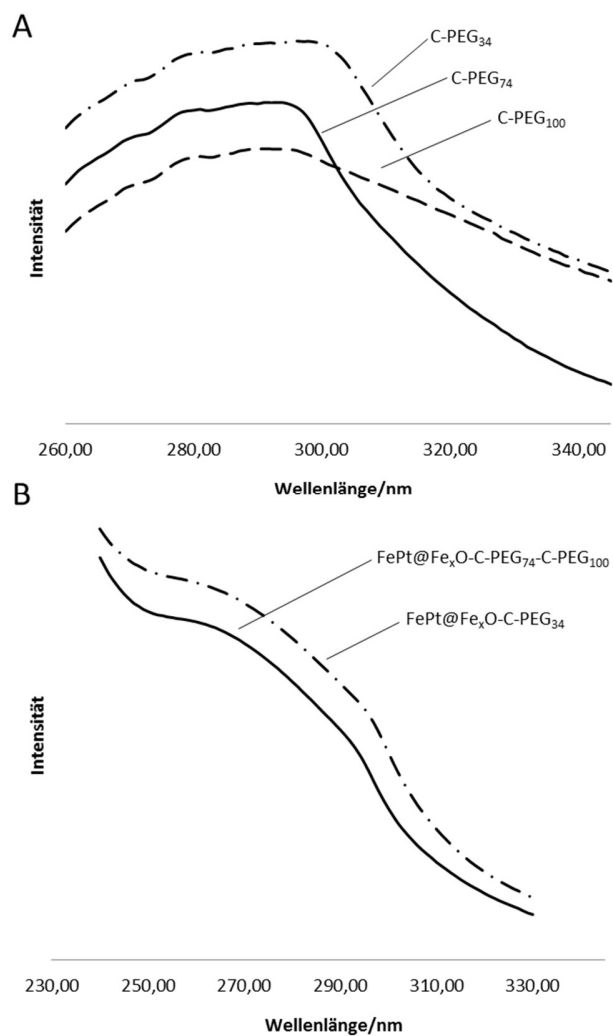 A
C-PEG34
C-PEG74
C-PEG100
Intensität
260,00 280,00 300,00 320,00 340,00
Wellenlänge/nm
B
FePt@FexO-C-PEG74-C-PEG100
FePt@FexO-C-PEG34
Intensität
230,00 250,00 270,00 290,00 310,00 330,00
Wellenlänge/nm